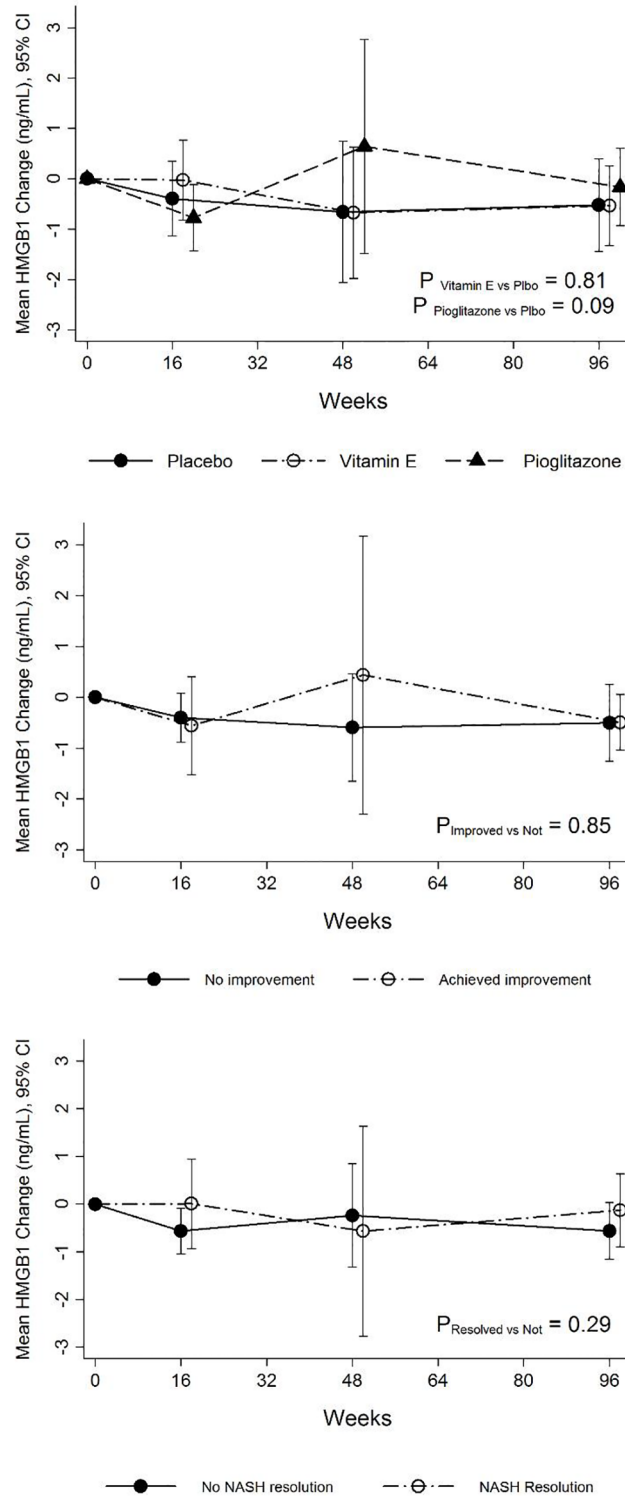 Mean HMGB1 Change (ng/mL), 95% CI
3
2
1
0
-1
-2
-3
P Vitamin E vs Plbo = 0.81
P Pioglitazone vs Plbo = 0.09
0 16 32 48 64 80 96
Weeks
Placebo Vitamin E Pioglitazone
Mean HMGB1 Change (ng/mL), 95% CI
3
2
1
0
-1
-2
-3
P Improved vs Not = 0.85
0 16 32 48 64 80 96
Weeks
No improvement Achieved improvement
Mean HMGB1 Change (ng/mL), 95% CI
3
2
1
0
-1
-2
-3
P Resolved vs Not = 0.29
0 16 32 48 64 80 96
Weeks
No NASH resolution NASH Resolution